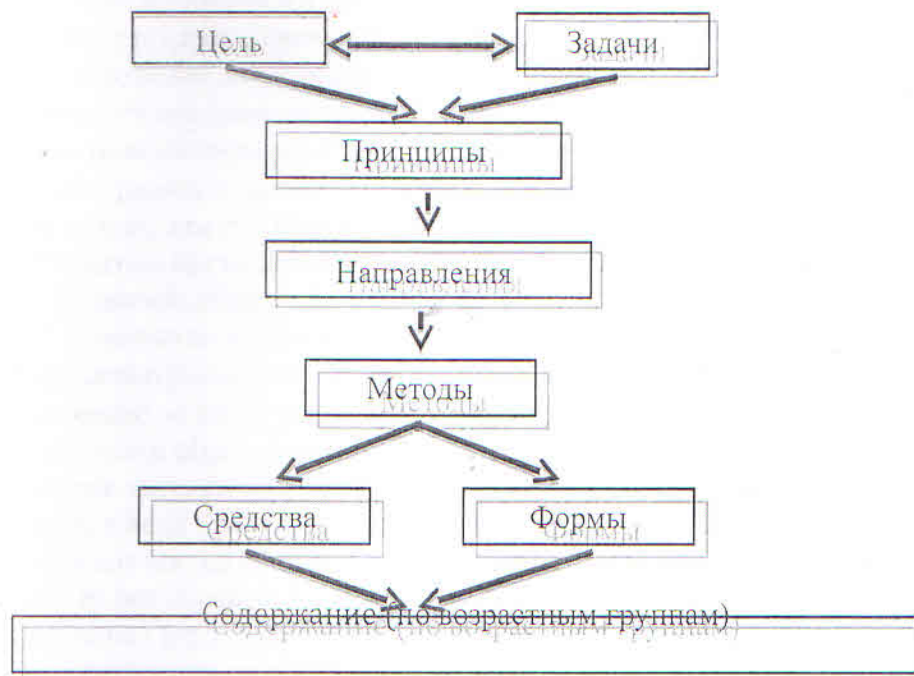 Цель
Задачи
Принципы
Направления
Методы
Средства
Формы
Содержание (по возрастным группам)